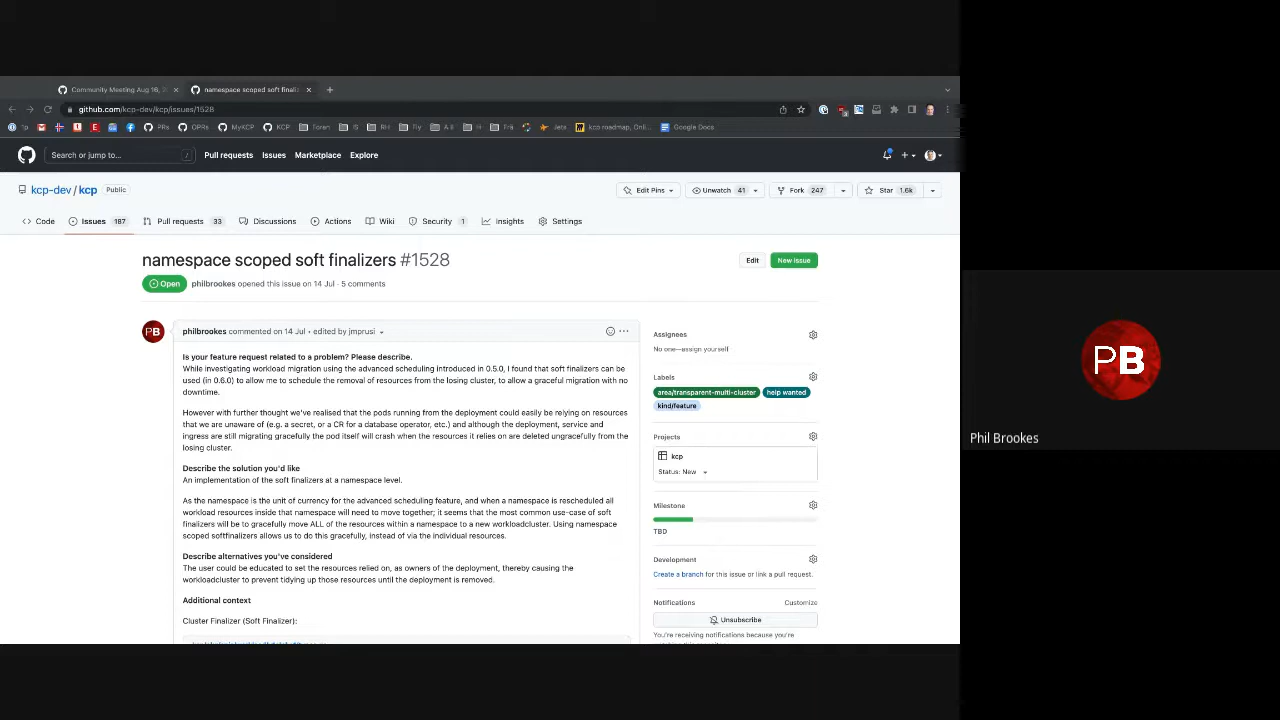 Community Meeting Aug 16, 2
namespace scoped soft finaliz
github.com/kcp-dev/kcp/issues/1528
1p
PRs
OPRs
MyKCP
KCP
Toren
IS
RH
Fly
A II
H
Frä
Jets
kcp roadmap, Onl...
Google Docs
Search or jump to...
/
Pull requests
Issues
Marketplace
Explore
kcp-dev / kcp
Public
Edit Pins
Unwatch 41
Fork 247
Star 1.6k
Code
Issues 187
Pull requests 33
Discussions
Actions
Wiki
Security 1
Insights
Settings
namespace scoped soft finalizers #1528
Edit
New issue
Open
philbrookes opened this issue on 14 Jul · 5 comments
PB
philbrookes commented on 14 Jul • edited by jmprusi
Is your feature request related to a problem? Please describe.
While investigating workload migration using the advanced scheduling introduced in 0.5.0, I found that soft finalizers can be
used (in 0.6.0) to allow me to schedule the removal of resources from the losing cluster, to allow a graceful migration with no
downtime.
However with further thought we've realised that the pods running from the deployment could easily be relying on resources
that we are unaware of (e.g. a secret, or a CR for a database operator, etc.) and although the deployment, service and
ingress are still migrating gracefully the pod itself will crash when the resources it relies on are deleted ungracefully from the
losing cluster.
Describe the solution you'd like
An implementation of the soft finalizers at a namespace level.
As the namespace is the unit of currency for the advanced scheduling feature, and when a namespace is rescheduled all
workload resources inside that namespace will need to move together; it seems that the most common use-case of soft
finalizers will be to gracefully move ALL of the resources within a namespace to a new workloadcluster. Using namespace
scoped softfinalizers allows us to do this gracefully, instead of via the individual resources.
Describe alternatives you've considered
The user could be educated to set the resources relied on, as owners of the deployment, thereby causing the
workloadcluster to prevent tidying up those resources until the deployment is removed.
Additional context
Cluster Finalizer (Soft Finalizer):
Assignees
No one—assign yourself
Labels
area/transparent-multi-cluster
help wanted
kind/feature
Projects
kcp
Status: New
Milestone
TBD
Development
Create a branch for this issue or link a pull request.
Notifications
Customize
Unsubscribe
You're receiving notifications because you're
PB
Phil Brookes